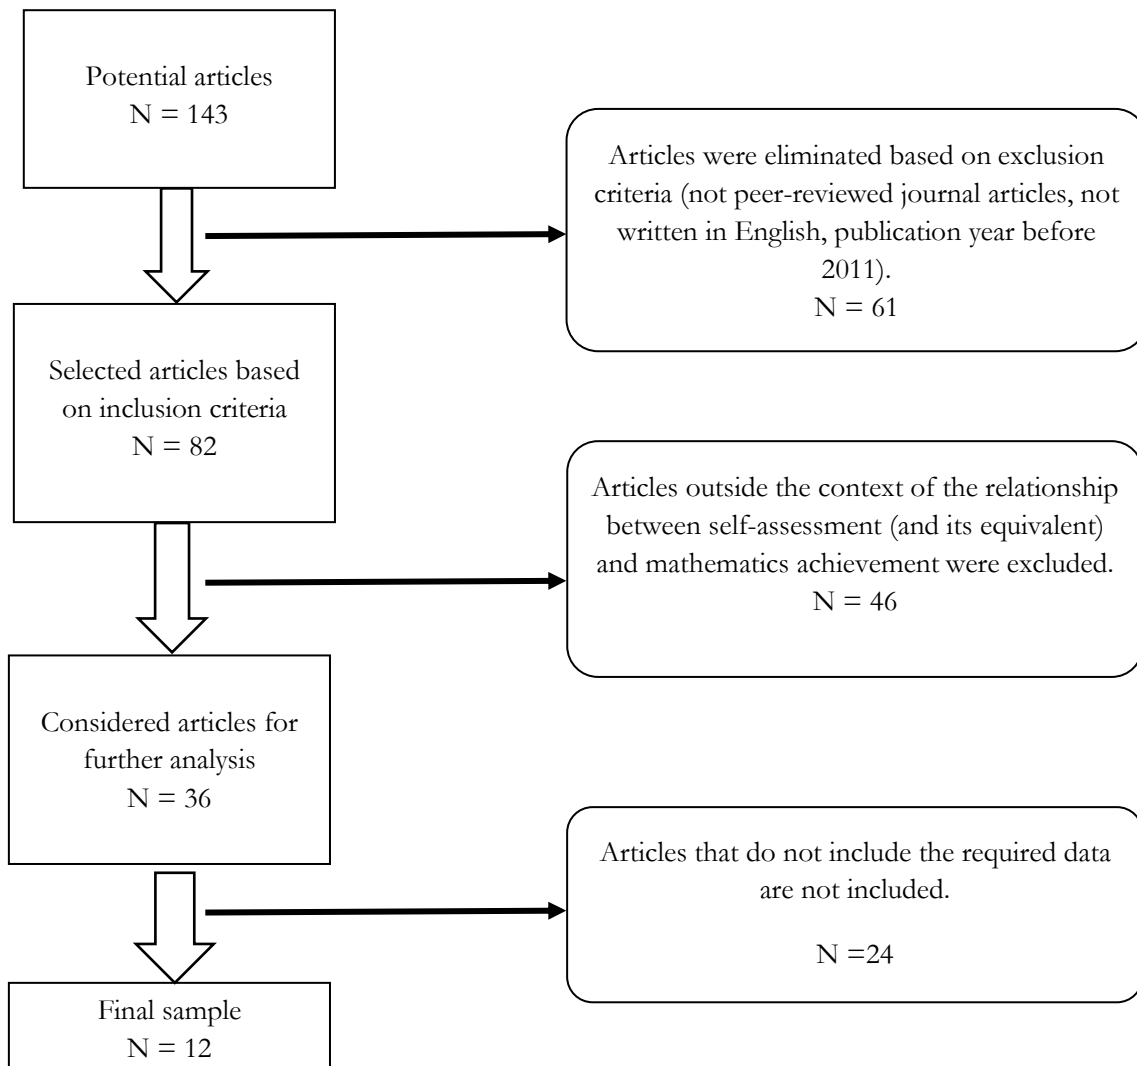 Potential articles
N = 143
Articles were eliminated based on exclusion
criteria (not peer-reviewed journal articles, not
written in English, publication year before
2011).
N = 61
Selected articles based
on inclusion criteria
N = 82
Articles outside the context of the relationship
between self-assessment (and its equivalent)
and mathematics achievement were excluded.
N = 46
Considered articles for
further analysis
N = 36
Articles that do not include the required data
are not included.
N =24
Final sample
N = 12